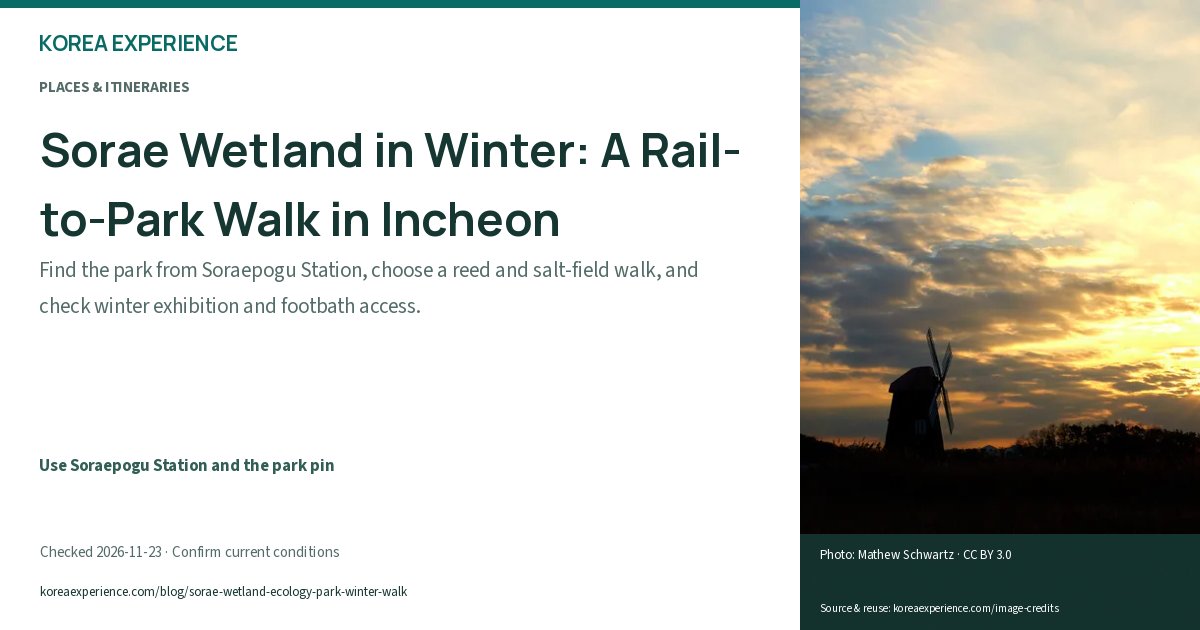 KOREA EXPERIENCE
PLACES & ITINERARIES
Sorae Wetland in Winter: A Rail-
to-Park Walk in Incheon
Find the park from Soraepogu Station, choose a reed and salt-field walk, and
check winter exhibition and footbath access.
Use Soraepogu Station and the park pin
Checked 2026-11-23 · Confirm current conditions
koreaexperience.com/blog/sorae-wetland-ecology-park-winter-walk
Photo: Mathew Schwartz · CC BY 3.0
Source & reuse: koreaexperience.com/image-credits